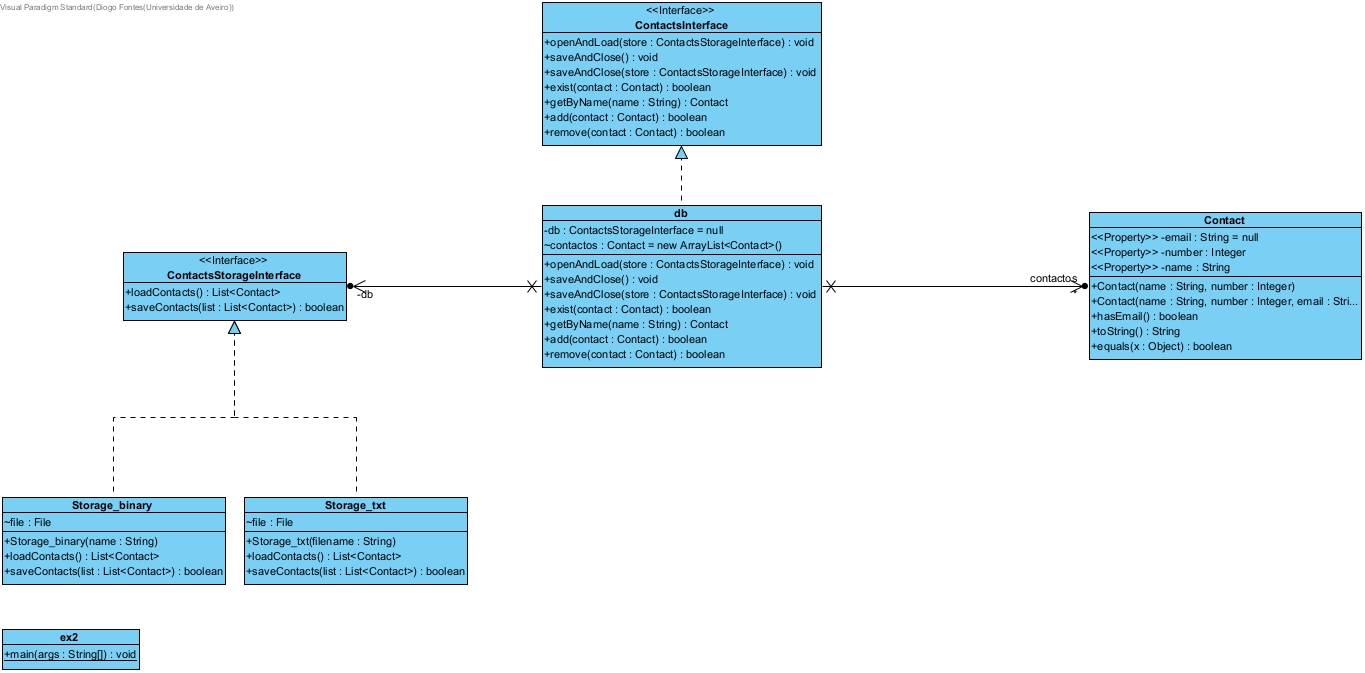 Visual Paradigm Standard(Diogo Fontes(Universidade de Aveiro))
<<Interface>>
ContactsInterface
+openAndLoad(store : ContactsStorageInterface) : void
+saveAndClose() : void
+saveAndClose(store : ContactsStorageInterface) : void
+exist(contact : Contact) : boolean
+getByName(name : String) : Contact
+add(contact : Contact) : boolean
+remove(contact : Contact) : boolean
db
-db : ContactsStorageInterface = null
~contactos : Contact = new ArrayList<Contact>()
+openAndLoad(store : ContactsStorageInterface) : void
+saveAndClose() : void
+saveAndClose(store : ContactsStorageInterface) : void
+exist(contact : Contact) : boolean
+getByName(name : String) : Contact
+add(contact : Contact) : boolean
+remove(contact : Contact) : boolean
Contact
<<Property>> -email : String = null
<<Property>> -number : Integer
<<Property>> -name : String
+Contact(name : String, number : Integer)
+Contact(name : String, number : Integer, email : Stri...
+hasEmail() : boolean
+toString() : String
+equals(x : Object) : boolean
contactos
*
<<Interface>>
ContactsStorageInterface
+loadContacts() : List<Contact>
+saveContacts(list : List<Contact>) : boolean
-db
Storage_binary
~file : File
+Storage_binary(name : String)
+loadContacts() : List<Contact>
+saveContacts(list : List<Contact>) : boolean
Storage_txt
~file : File
+Storage_txt(filename : String)
+loadContacts() : List<Contact>
+saveContacts(list : List<Contact>) : boolean
ex2
+main(args : String[]) : void